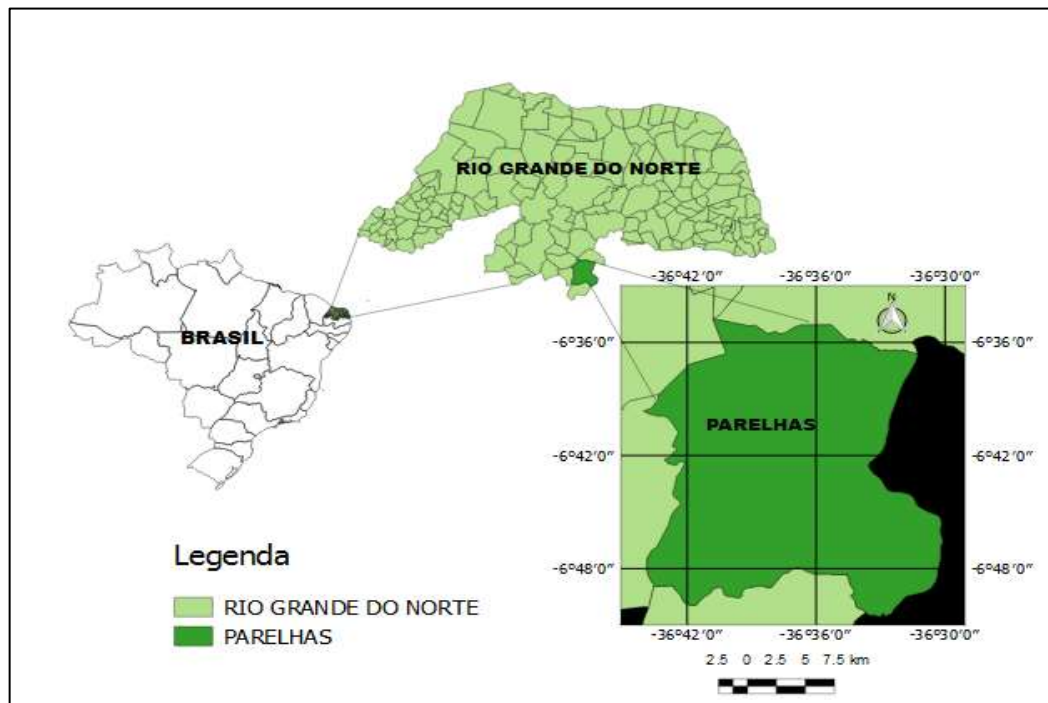 RIO GRANDE DO NORTE
BRASIL
-36°42'0" -36°36'0" -36°30'0"
N
-6°36'0" -6°36'0"
PARELHAS
-6°42'0" -6°42'0"
-6°48'0" -6°48'0"
-36°42'0" -36°36'0" -36°30'0"
2.5 0 2.5 5 7.5 km
Legenda
RIO GRANDE DO NORTE
PARELHAS